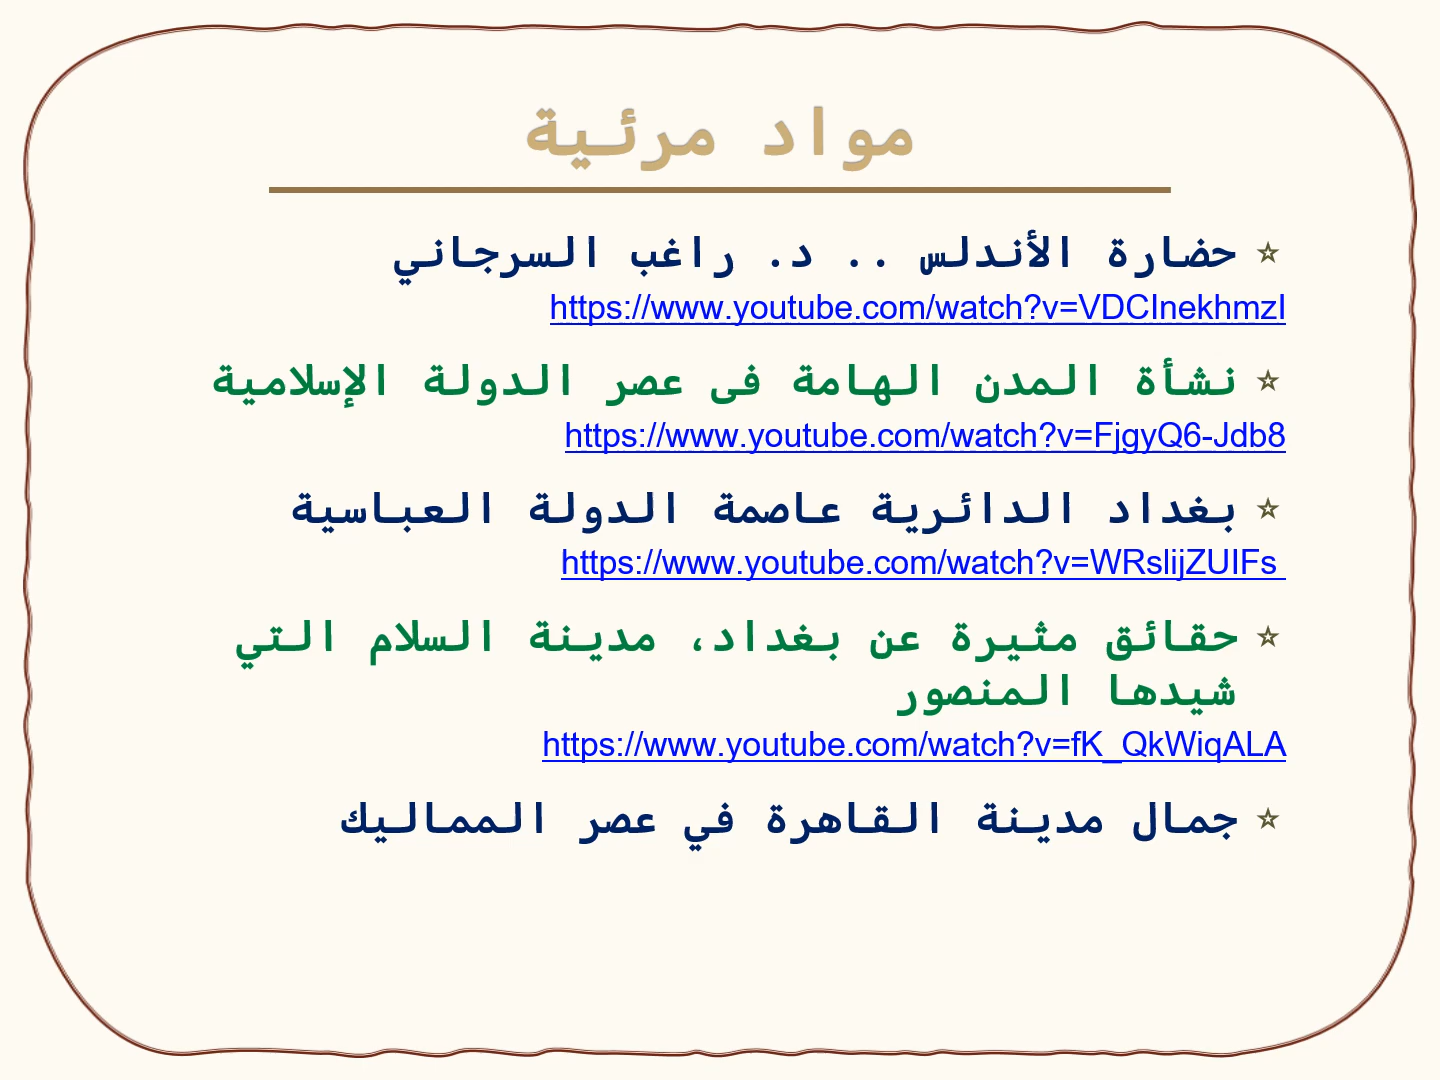 مواد مرئية
حضارة الأندلس .. د. راغب السرجاني
https://www.youtube.com/watch?v=VDCInekhmzI
نشأة المدن الهامة فى عصر الدولة الإسلامية
https://www.youtube.com/watch?v=FjgyQ6-Jdb8
بغداد الدائرية عاصمة الدولة العباسية
https://www.youtube.com/watch?v=WRslijZUIFs
حقائق مثيرة عن بغداد، مدينة السلام التي
شيدها المنصور
https://www.youtube.com/watch?v=fK_QkWiqALA
جمال مدينة القاهرة في عصر المماليك